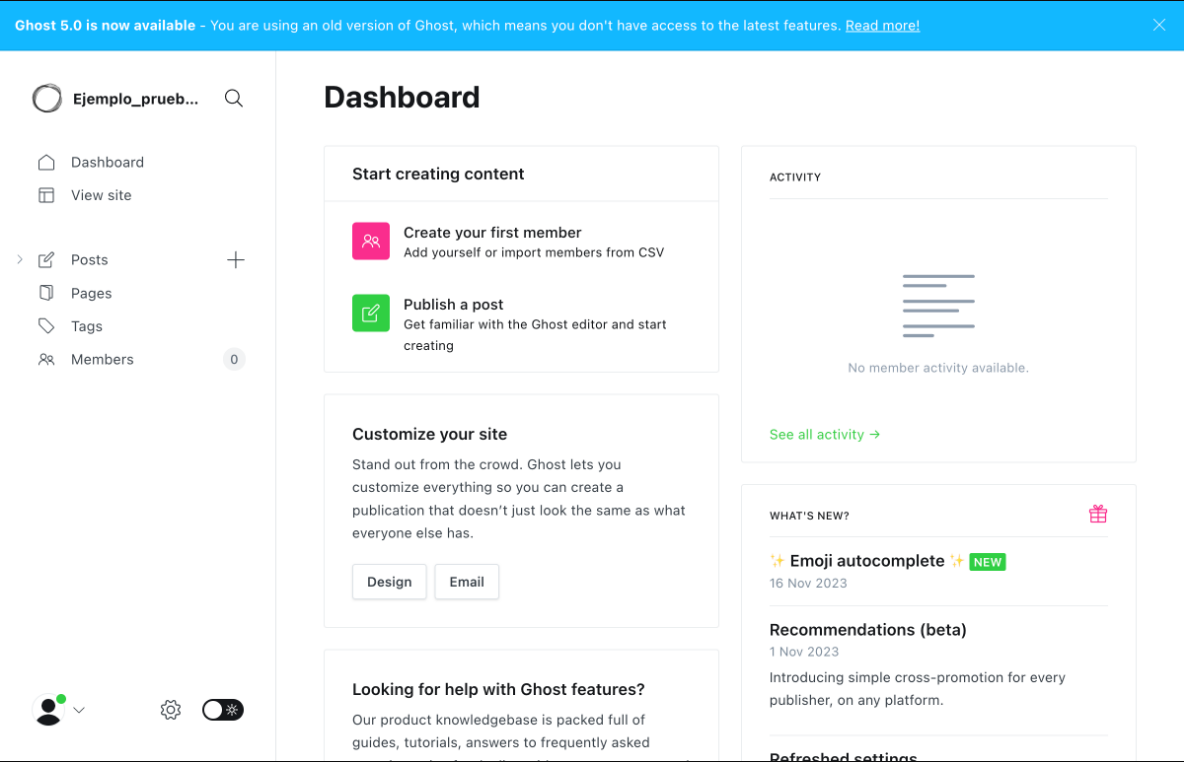 Ghost 5.0 is now available - You are using an old version of Ghost, which means you don't have access to the latest features. Read more!
Ejemplo_prueb...
Dashboard
View site
Posts
Pages
Tags
Members 0
Dashboard
Start creating content
Create your first member
Add yourself or import members from CSV
Publish a post
Get familiar with the Ghost editor and start
creating
Customize your site
Stand out from the crowd. Ghost lets you
customize everything so you can create a
publication that doesn't just look the same as what
everyone else has.
Design Email
Looking for help with Ghost features?
Our product knowledgebase is packed full of
guides, tutorials, answers to frequently asked
ACTIVITY
No member activity available.
See all activity →
WHAT'S NEW?
✨ Emoji autocomplete ✨ NEW
16 Nov 2023
Recommendations (beta)
1 Nov 2023
Introducing simple cross-promotion for every
publisher, on any platform.
Refreshed settings